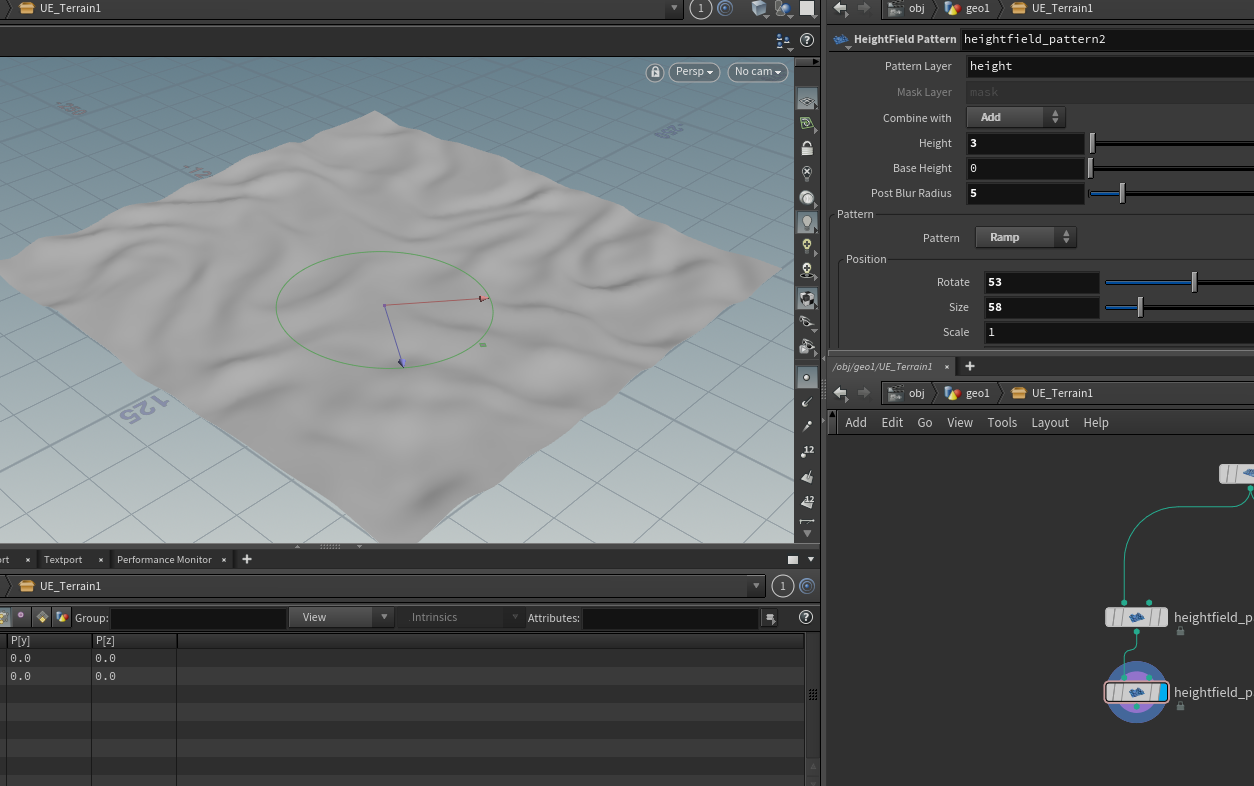 UE_Terrain1
1
Persp
No cam
125
12
12
rt
Textport
Performance Monitor
UE_Terrain1
1
Group:
View
Intrinsics
Attributes:
P[y] P[z]
0.0 0.0
0.0 0.0
obj
geo1
UE_Terrain1
HeightField Pattern
heightfield_pattern2
Pattern Layer height
Mask Layer mask
Combine with Add
Height 3
Base Height 0
Post Blur Radius 5
Pattern
Pattern Ramp
Position
Rotate 53
Size 58
Scale 1
/obj/geo1/UE_Terrain1
obj
geo1
UE_Terrain1
Add Edit Go View Tools Layout Help
heightfield_p
heightfield_p